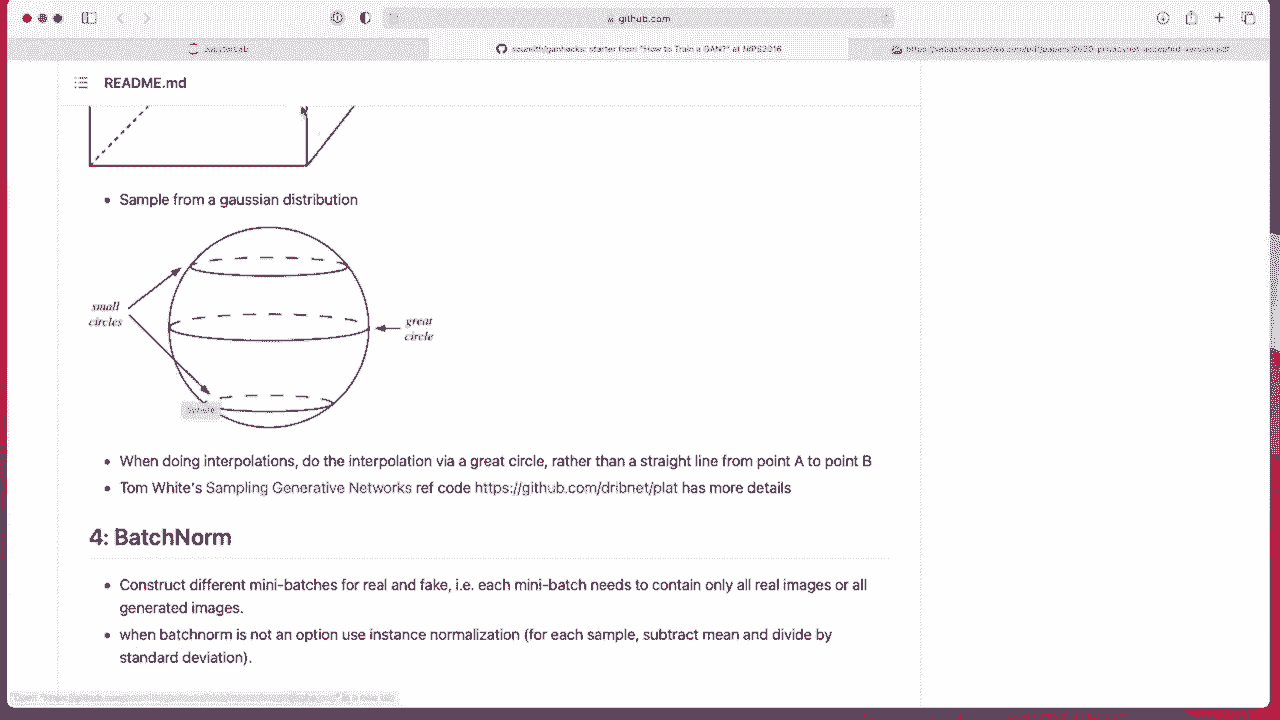 github.com
soumith/ganhacks: starter from "How to Train a GAN?" at NIPS2016
README.md
Sample from a gaussian distribution
small
circles
great
circle
When doing interpolations, do the interpolation via a great circle, rather than a straight line from point A to point B
Tom White's Sampling Generative Networks ref code https://github.com/dribnet/plat has more details
4: BatchNorm
Construct different mini-batches for real and fake, i.e. each mini-batch needs to contain only all real images or all
generated images.
when batchnorm is not an option use instance normalization (for each sample, subtract mean and divide by
standard deviation).